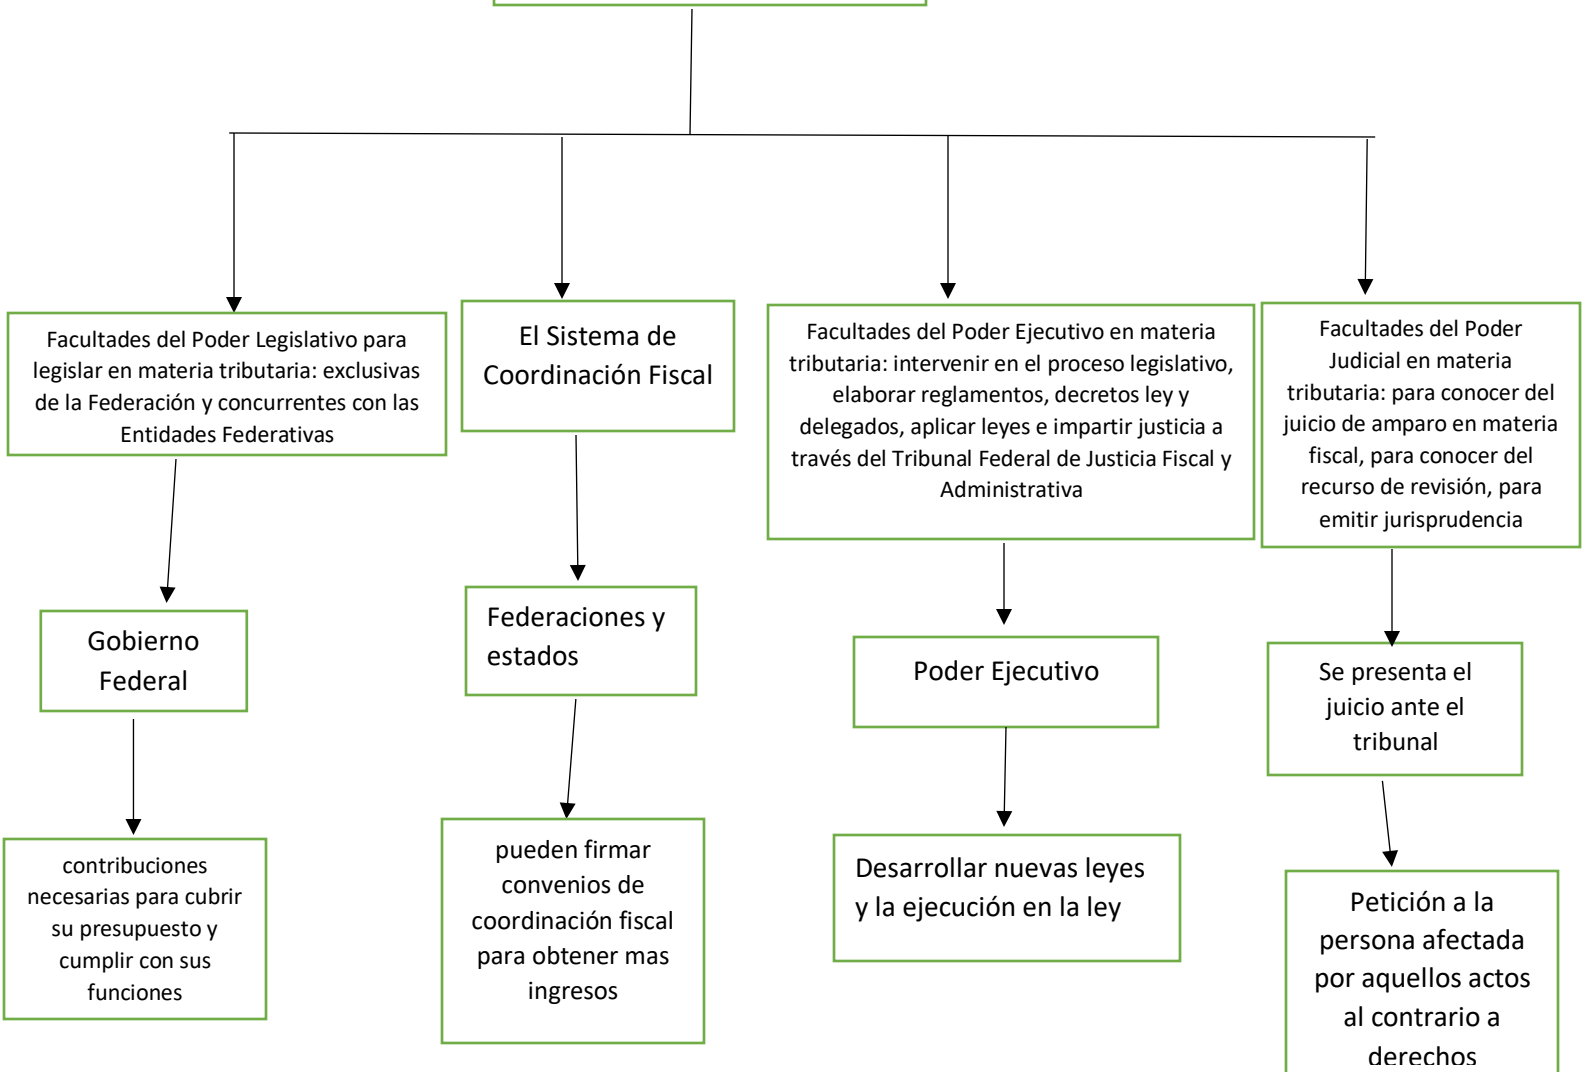 Facultades del Poder Legislativo para
legislar en materia tributaria: exclusivas
de la Federación y concurrentes con las
Entidades Federativas
El Sistema de
Coordinación Fiscal
Facultades del Poder Ejecutivo en materia
tributaria: intervenir en el proceso legislativo,
elaborar reglamentos, decretos ley y
delegados, aplicar leyes e impartir justicia a
través del Tribunal Federal de Justicia Fiscal y
Administrativa
Facultades del Poder
Judicial en materia
tributaria: para conocer del
juicio de amparo en materia
fiscal, para conocer del
recurso de revisión, para
emitir jurisprudencia
Gobierno
Federal
Federaciones y
estados
Poder Ejecutivo
Se presenta el
juicio ante el
tribunal
contribuciones
necesarias para cubrir
su presupuesto y
cumplir con sus
funciones
pueden firmar
convenios de
coordinación fiscal
para obtener mas
ingresos
Desarrollar nuevas leyes
y la ejecución en la ley
Petición a la
persona afectada
por aquellos actos
al contrario a
derechos